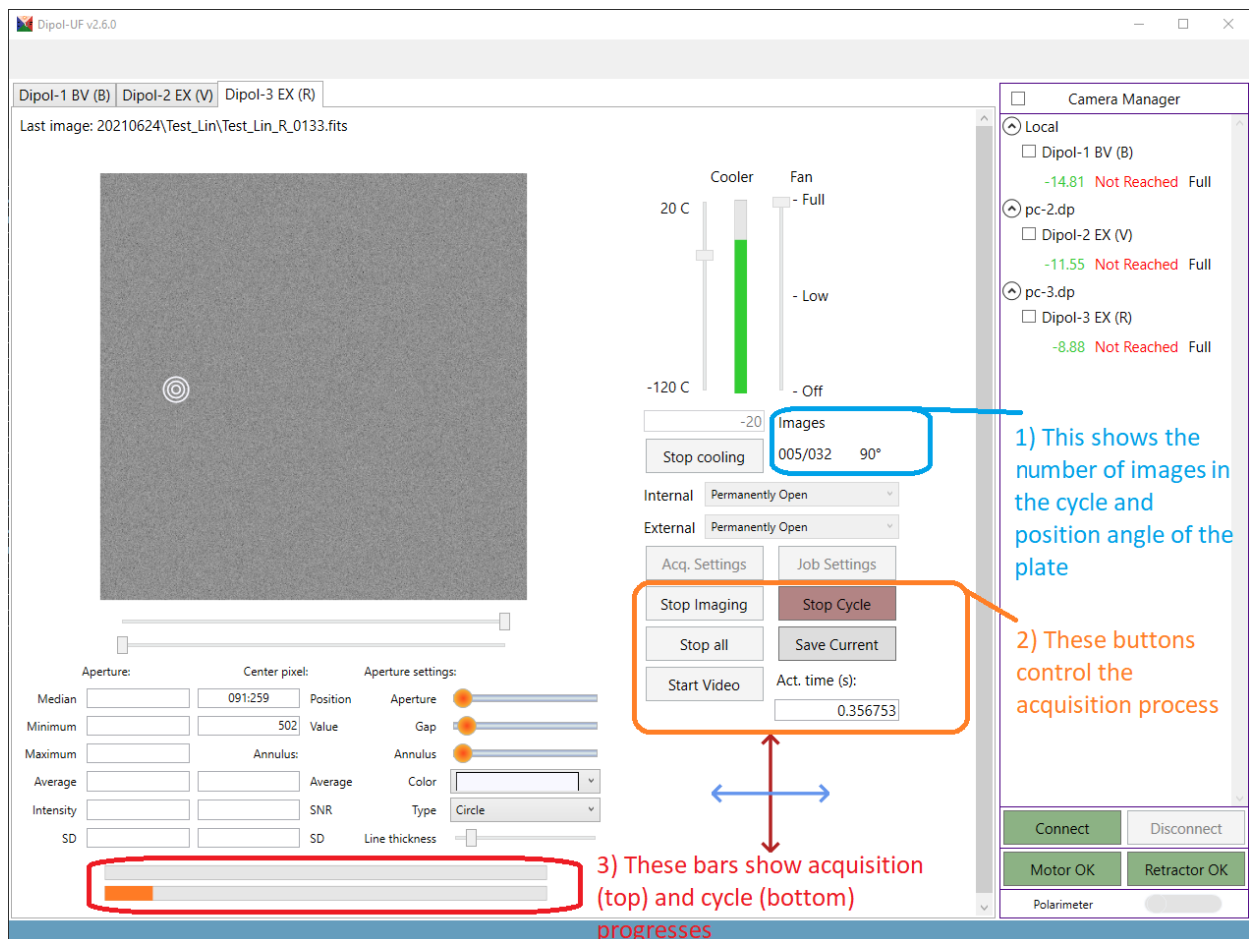 Dipol-UF v2.6.0
Dipol-1 BV (B) Dipol-2 EX (V) Dipol-3 EX (R)
Last image: 20210624\Test_Lin\Test_Lin_R_0133.fits
Cooler Fan
20 C - Full
- Low
-120 C - Off
-20 Images
Stop cooling 005/032 90°
Internal Permanently Open
External Permanently Open
Acq. Settings Job Settings
Stop Imaging Stop Cycle
Stop all Save Current
Start Video Act. time (s):
0.356753
Aperture: Center pixel: Aperture settings:
Median 091:259 Position Aperture
Minimum 502 Value Gap
Maximum Annulus: Annulus
Average Average Color
Intensity SNR Type Circle
SD SD Line thickness
3) These bars show acquisition
(top) and cycle (bottom)
progresses
Camera Manager
Local
Dipol-1 BV (B)
-14.81 Not Reached Full
pc-2.dp
Dipol-2 EX (V)
-11.55 Not Reached Full
pc-3.dp
Dipol-3 EX (R)
-8.88 Not Reached Full
1) This shows the
number of images in
the cycle and
position angle of the
plate
2) These buttons
control the
acquisition process
Connect Disconnect
Motor OK Retractor OK
Polarimeter